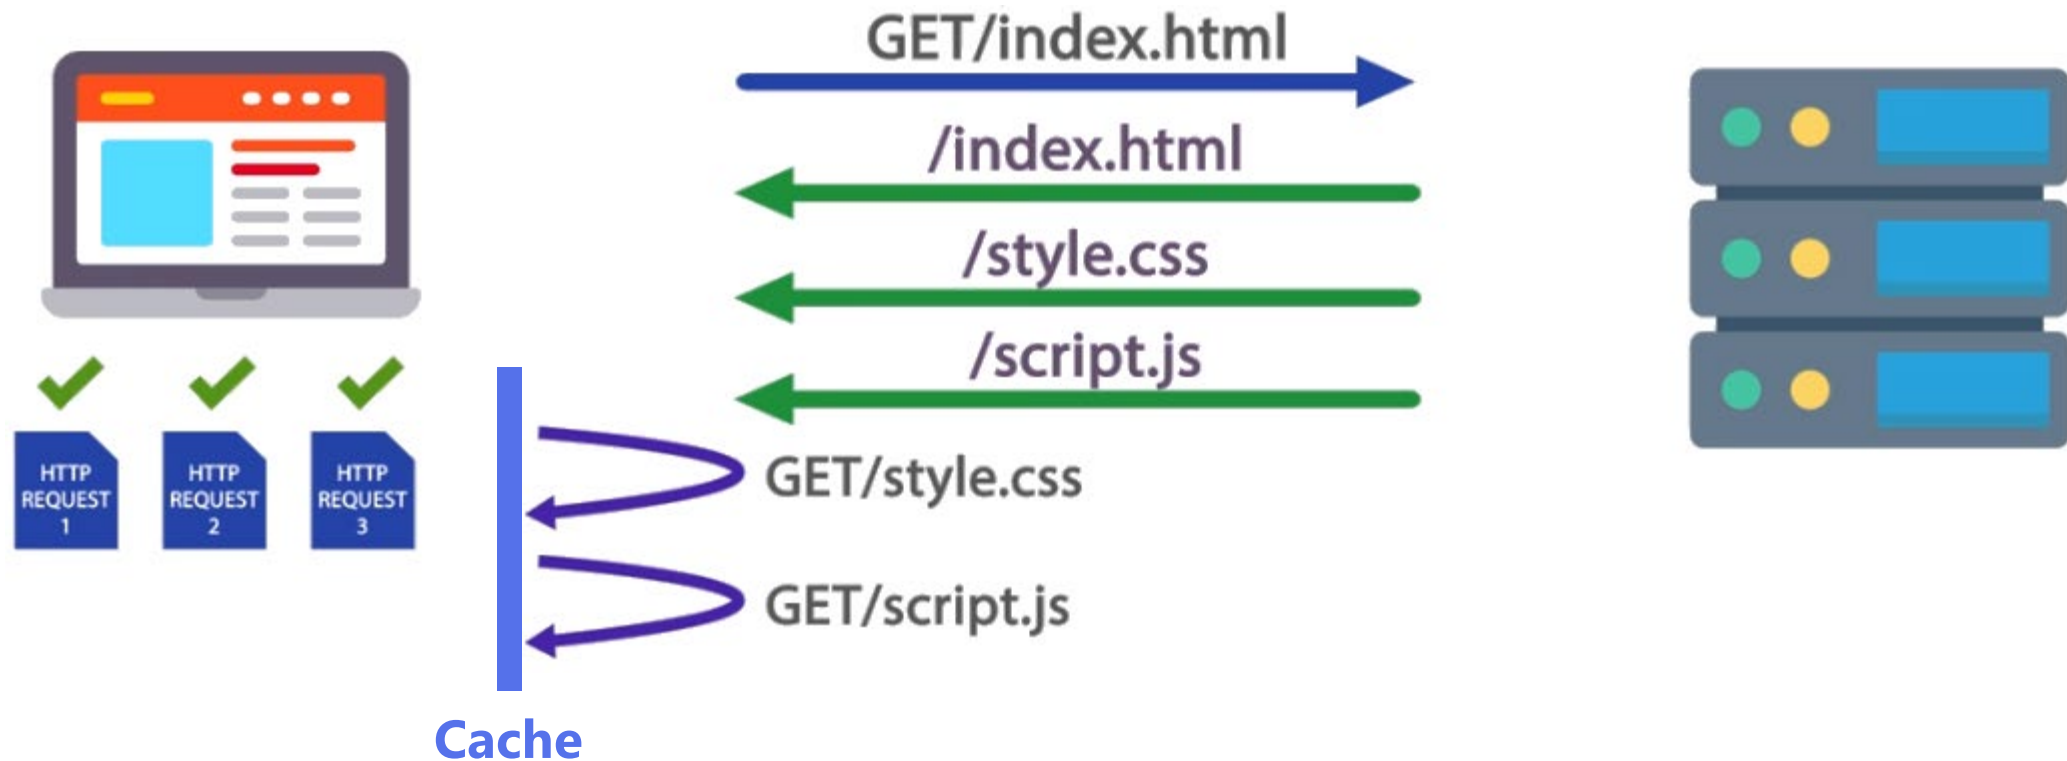 GET/index.html
/index.html
/style.css
/script.js
HTTP
REQUEST
1
HTTP
REQUEST
2
HTTP
REQUEST
3
GET/style.css
GET/script.js
Cache